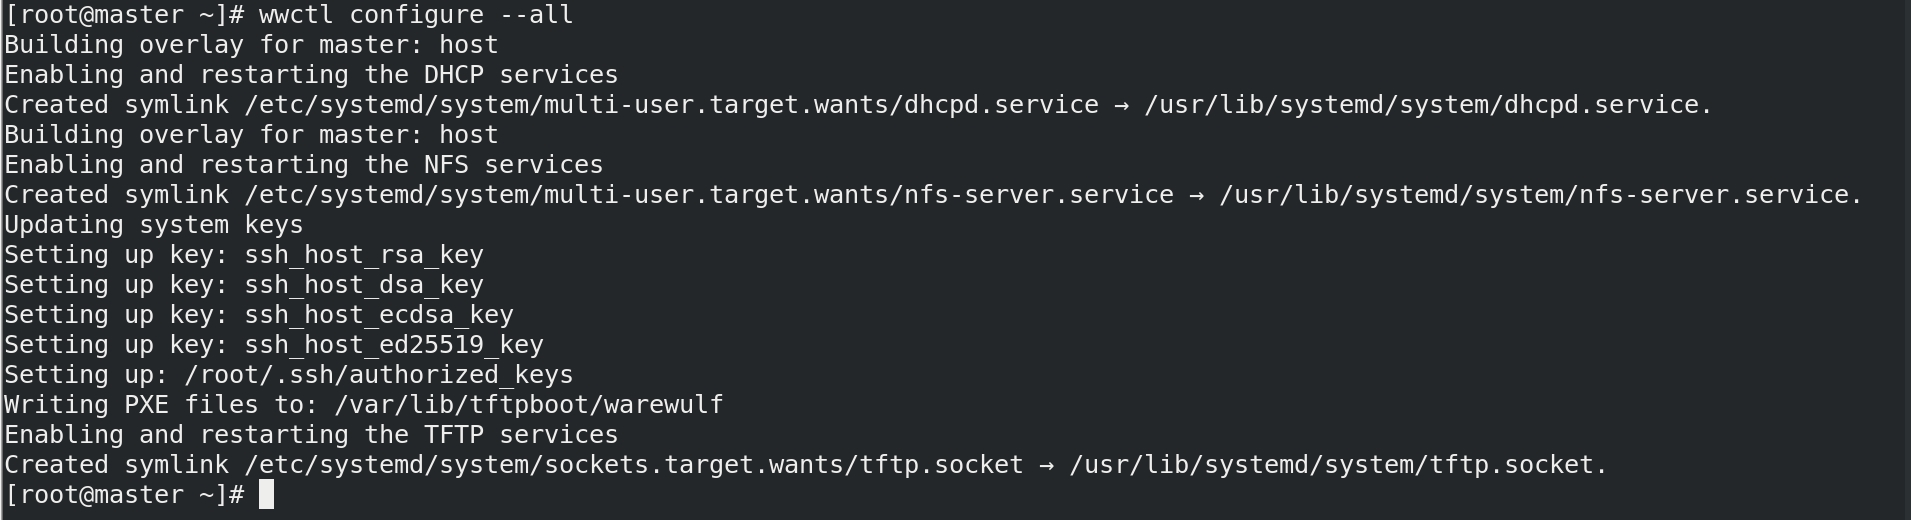 [root@master ~]# wwctl configure --all
Building overlay for master: host
Enabling and restarting the DHCP services
Created symlink /etc/systemd/system/multi-user.target.wants/dhcpd.service → /usr/lib/systemd/system/dhcpd.service.
Building overlay for master: host
Enabling and restarting the NFS services
Created symlink /etc/systemd/system/multi-user.target.wants/nfs-server.service → /usr/lib/systemd/system/nfs-server.service.
Updating system keys
Setting up key: ssh_host_rsa_key
Setting up key: ssh_host_dsa_key
Setting up key: ssh_host_ecdsa_key
Setting up key: ssh_host_ed25519_key
Setting up: /root/.ssh/authorized_keys
Writing PXE files to: /var/lib/tftpboot/warewulf
Enabling and restarting the TFTP services
Created symlink /etc/systemd/system/sockets.target.wants/tftp.socket → /usr/lib/systemd/system/tftp.socket.
[root@master ~]#